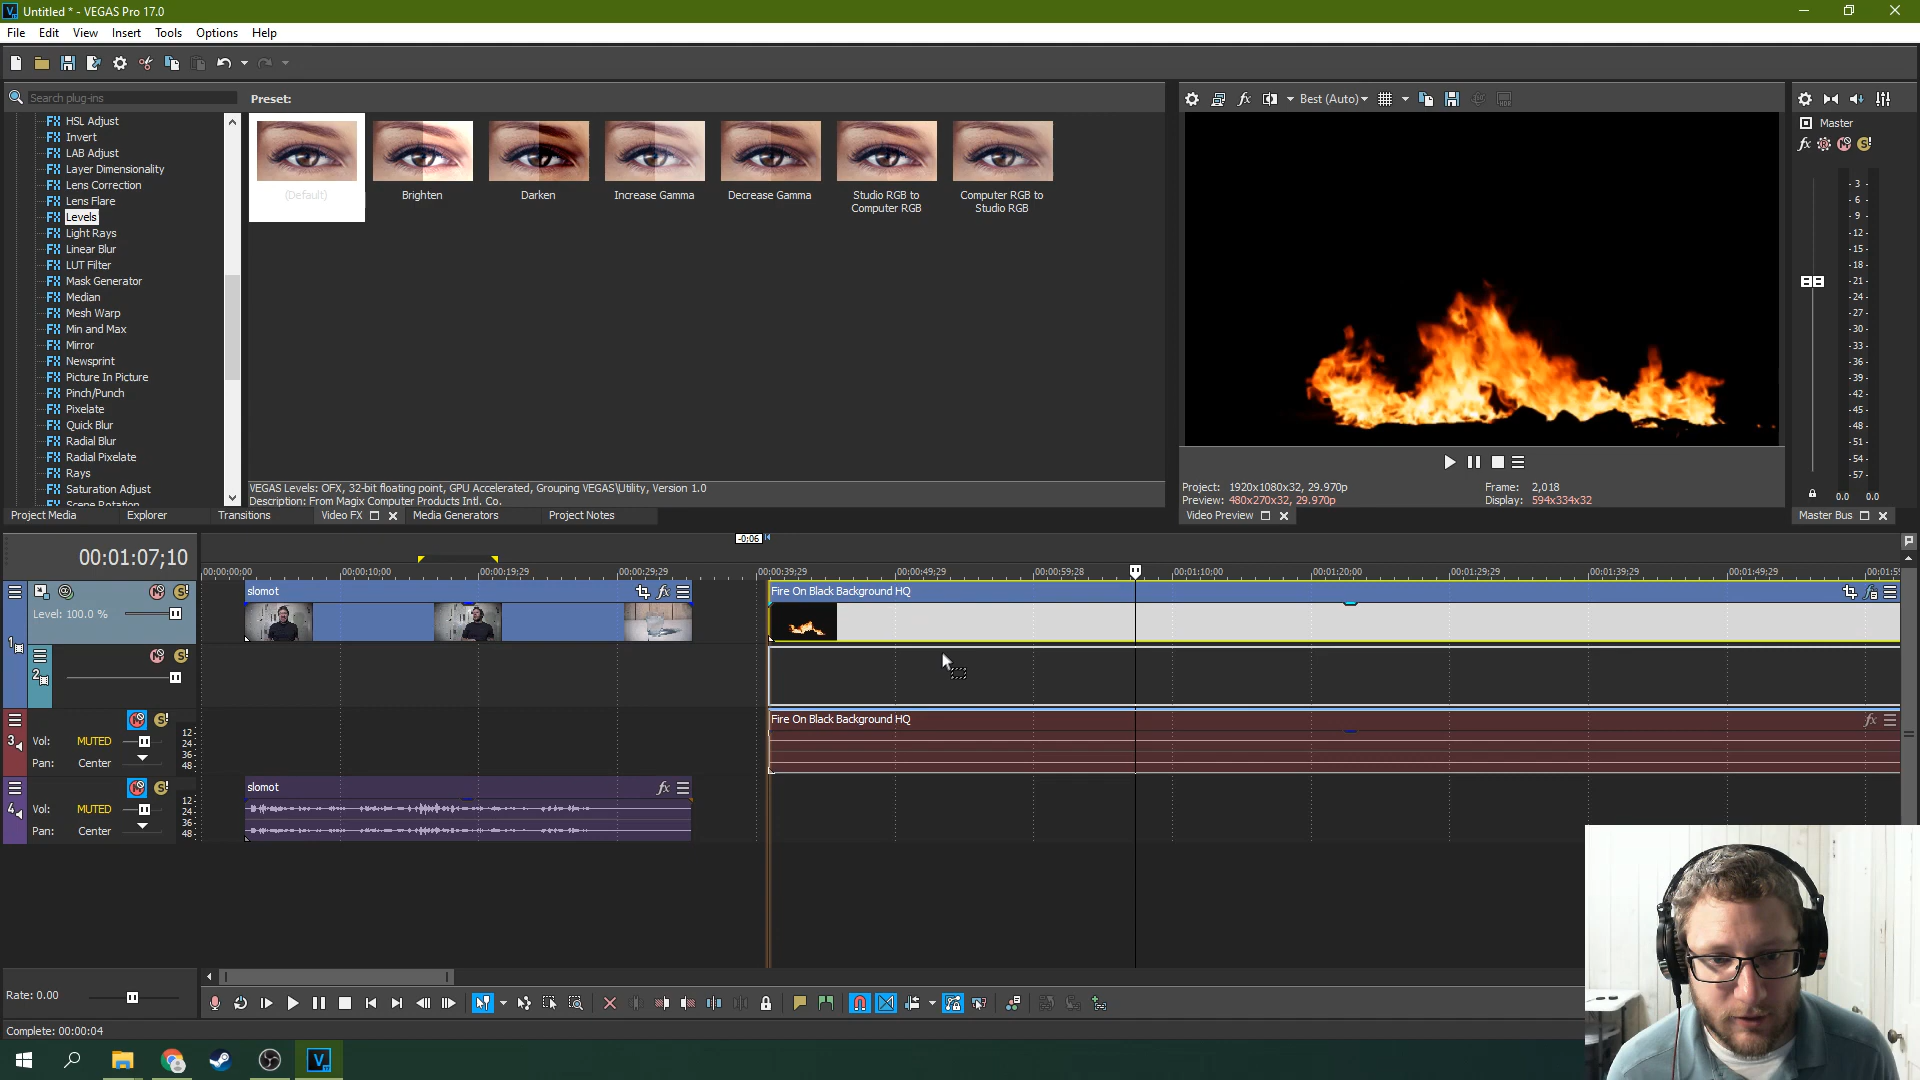 Untitled * - VEGAS Pro 17.0
File Edit View Insert Tools Options Help
Search plug-ins
Preset:
Best (Auto)
HSL Adjust
Invert
LAB Adjust
Layer Dimensionality
Lens Correction
Lens Flare
Levels
Light Rays
Linear Blur
LUT Filter
Mask Generator
Median
Mesh Warp
Min and Max
Mirror
Newsprint
Picture In Picture
Pinch/Punch
Pixelate
Quick Blur
Radial Blur
Radial Pixelate
Rays
Saturation Adjust
(Default)
Brighten
Darken
Increase Gamma
Decrease Gamma
Studio RGB to
Computer RGB
Computer RGB to
Studio RGB
VEGAS Levels: OFX, 32-bit floating point, GPU Accelerated, Grouping VEGAS\Utility, Version 1.0
Description: From Magix Computer Products Intl. Co.
Project Media Explorer Transitions Video FX Media Generators Project Notes
Project: 1920x1080x32, 29.970p
Preview: 480x270x32, 29.970p
Frame: 2,018
Display: 594x334x32
Video Preview
Master
- 3 -
- 6 -
- 9 -
- 12 -
- 15 -
- 18 -
- 21 -
- 24 -
- 27 -
- 30 -
- 33 -
- 36 -
- 39 -
- 42 -
- 45 -
- 48 -
- 51 -
- 54 -
- 57 -
0.0 0.0
Master Bus
00:01:07;10
-0:06
00:00:00;00 00:00:10;00 00:00:19;29 00:00:29;29 00:00:39;29 00:00:49;29 00:00:59;28 00:01:10;00 00:01:20;00 00:01:29;29 00:01:39;29 00:01:49;29 00:01:59
1
Level: 100.0 %
slomot
Fire On Black Background HQ
2
3
Vol: MUTED
Pan: Center
12
24
36
48
Fire On Black Background HQ
4
Vol: MUTED
Pan: Center
12
24
36
48
slomot
Rate: 0.00
Complete: 00:00:04